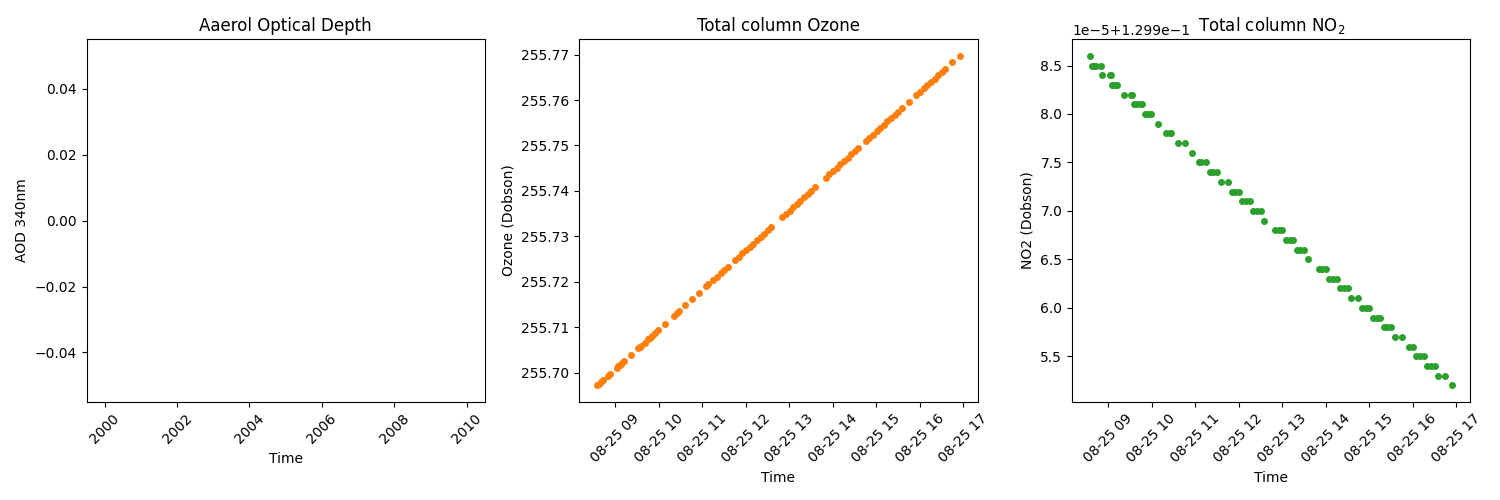 Aaerol Optical Depth
AOD 340nm
0.04
0.02
0.00
−0.02
−0.04
2000 2002 2004 2006 2008 2010
Time
Total column Ozone
Ozone (Dobson)
255.77
255.76
255.75
255.74
255.73
255.72
255.71
255.70
08-25 09 08-25 10 08-25 11 08-25 12 08-25 13 08-25 14 08-25 15 08-25 16 08-25 17
Time
1e−5+1.299e−1 Total column NO₂
NO2 (Dobson)
8.5
8.0
7.5
7.0
6.5
6.0
5.5
08-25 09 08-25 10 08-25 11 08-25 12 08-25 13 08-25 14 08-25 15 08-25 16 08-25 17
Time